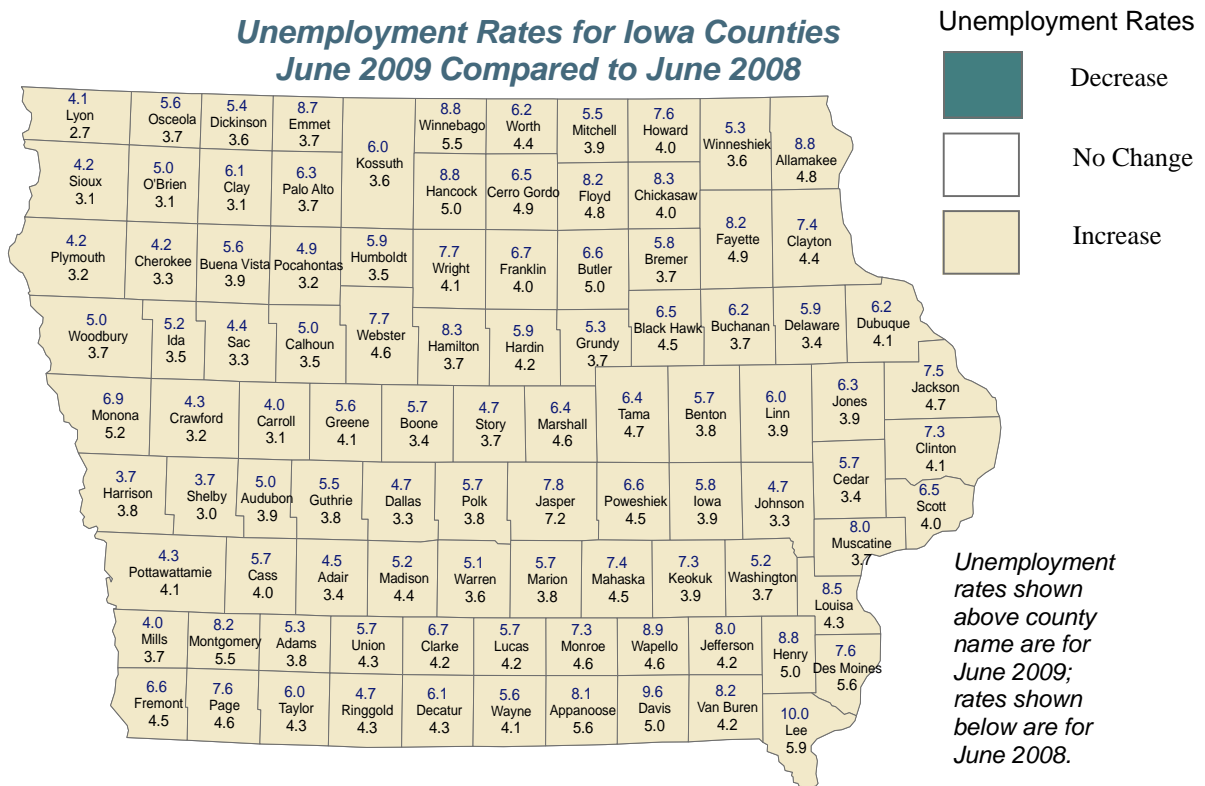 Unemployment Rates for Iowa Counties
June 2009 Compared to June 2008
Unemployment Rates
Decrease
No Change
Increase
4.1
Lyon
2.7
5.6
Osceola
3.7
5.4
Dickinson
3.6
8.7
Emmet
3.7
6.0
Kossuth
3.6
8.8
Winnebago
5.5
6.2
Worth
4.4
5.5
Mitchell
3.9
7.6
Howard
4.0
5.3
Winneshiek
3.6
8.8
Allamakee
4.8
4.2
Sioux
3.1
5.0
O'Brien
3.1
6.1
Clay
3.1
6.3
Palo Alto
3.7
8.8
Hancock
5.0
6.5
Cerro Gordo
4.9
8.2
Floyd
4.8
8.3
Chickasaw
4.0
8.2
Fayette
4.9
7.4
Clayton
4.4
4.2
Plymouth
3.2
4.2
Cherokee
3.3
5.6
Buena Vista
3.9
4.9
Pocahontas
3.2
5.9
Humboldt
3.5
7.7
Wright
4.1
6.7
Franklin
4.0
6.6
Butler
5.0
5.8
Bremer
3.7
5.0
Woodbury
3.7
5.2
Ida
3.5
4.4
Sac
3.3
5.0
Calhoun
3.5
7.7
Webster
4.6
8.3
Hamilton
3.7
5.9
Hardin
4.2
5.3
Grundy
3.7
6.5
Black Hawk
4.5
6.2
Buchanan
3.7
5.9
Delaware
3.4
6.2
Dubuque
4.1
6.9
Monona
5.2
4.3
Crawford
3.2
4.0
Carroll
3.1
5.6
Greene
4.1
5.7
Boone
3.4
4.7
Story
3.7
6.4
Marshall
4.6
6.4
Tama
4.7
5.7
Benton
3.8
6.0
Linn
3.9
6.3
Jones
3.9
7.5
Jackson
4.7
7.3
Clinton
4.1
3.7
Harrison
3.8
3.7
Shelby
3.0
5.0
Audubon
3.9
5.5
Guthrie
3.8
4.7
Dallas
3.3
5.7
Polk
3.8
7.8
Jasper
7.2
6.6
Poweshiek
4.5
5.8
Iowa
3.9
4.7
Johnson
3.3
5.7
Cedar
3.4
6.5
Scott
4.0
8.0
Muscatine
3.7
4.3
Pottawattamie
4.1
5.7
Cass
4.0
4.5
Adair
3.4
5.2
Madison
4.4
5.1
Warren
3.6
5.7
Marion
3.8
7.4
Mahaska
4.5
7.3
Keokuk
3.9
5.2
Washington
3.7
8.5
Louisa
4.3
4.0
Mills
3.7
8.2
Montgomery
5.5
5.3
Adams
3.8
5.7
Union
4.3
6.7
Clarke
4.2
5.7
Lucas
4.2
7.3
Monroe
4.6
8.9
Wapello
4.6
8.0
Jefferson
4.2
8.8
Henry
5.0
7.6
Des Moines
5.6
6.6
Fremont
4.5
7.6
Page
4.6
6.0
Taylor
4.3
4.7
Ringgold
4.3
6.1
Decatur
4.3
5.6
Wayne
4.1
8.1
Appanoose
5.6
9.6
Davis
5.0
8.2
Van Buren
4.2
10.0
Lee
5.9
Unemployment
rates shown
above county
name are for
June 2009;
rates shown
below are for
June 2008.